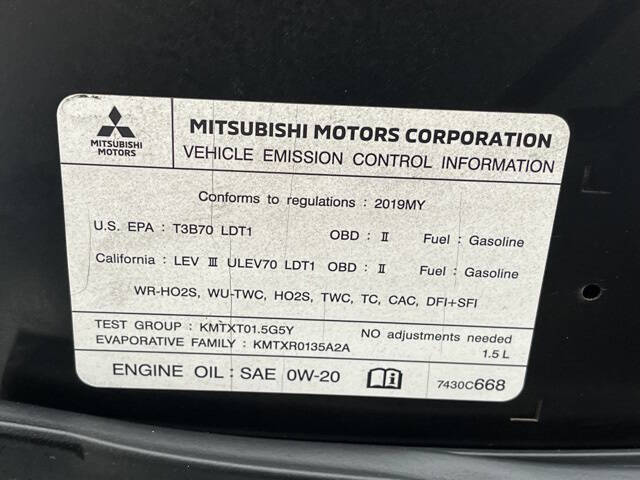 MITSUBISHI MOTORS
MITSUBISHI MOTORS CORPORATION
VEHICLE EMISSION CONTROL INFORMATION
Conforms to regulations : 2019MY
U.S. EPA : T3B70 LDT1 OBD : Ⅱ Fuel : Gasoline
California : LEV Ⅲ ULEV70 LDT1 OBD : Ⅱ Fuel : Gasoline
WR-HO2S, WU-TWC, HO2S, TWC, TC, CAC, DFI+SFI
TEST GROUP : KMTXT01.5G5Y NO adjustments needed
EVAPORATIVE FAMILY : KMTXR0135A2A 1.5 L
ENGINE OIL : SAE 0W-20 7430C668